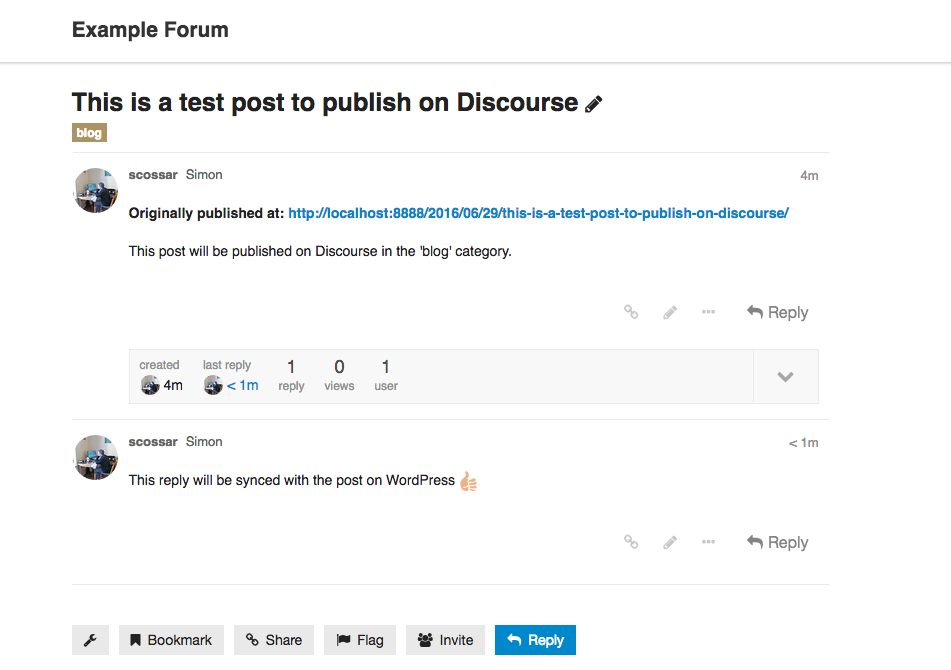 Example Forum
This is a test post to publish on Discourse
blog
scossar Simon 4m
Originally published at: http://localhost:8888/2016/06/29/this-is-a-test-post-to-publish-on-discourse/
This post will be published on Discourse in the 'blog' category.
Reply
created last reply 1 0 1
4m < 1m reply views user
scossar Simon < 1m
This reply will be synced with the post on WordPress
Reply
Bookmark Share Flag Invite Reply